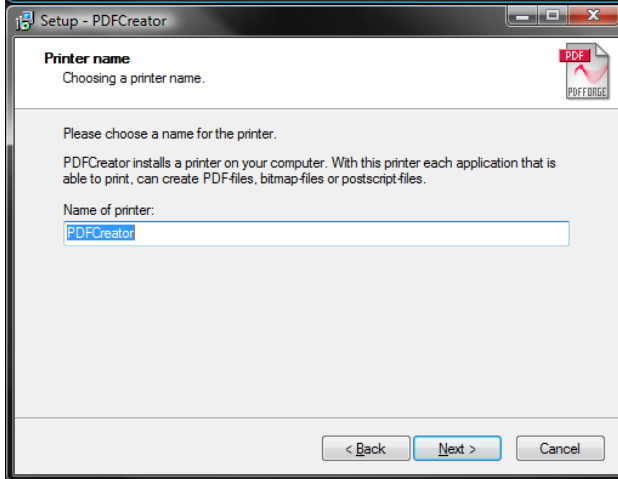 Setup - PDFCreator
Printer name
Choosing a printer name.
PDF
PDFFORGE
Please choose a name for the printer.
PDFCreator installs a printer on your computer. With this printer each application that is
able to print, can create PDF-files, bitmap-files or postscript-files.
Name of printer:
PDFCreator
< Back
Next >
Cancel